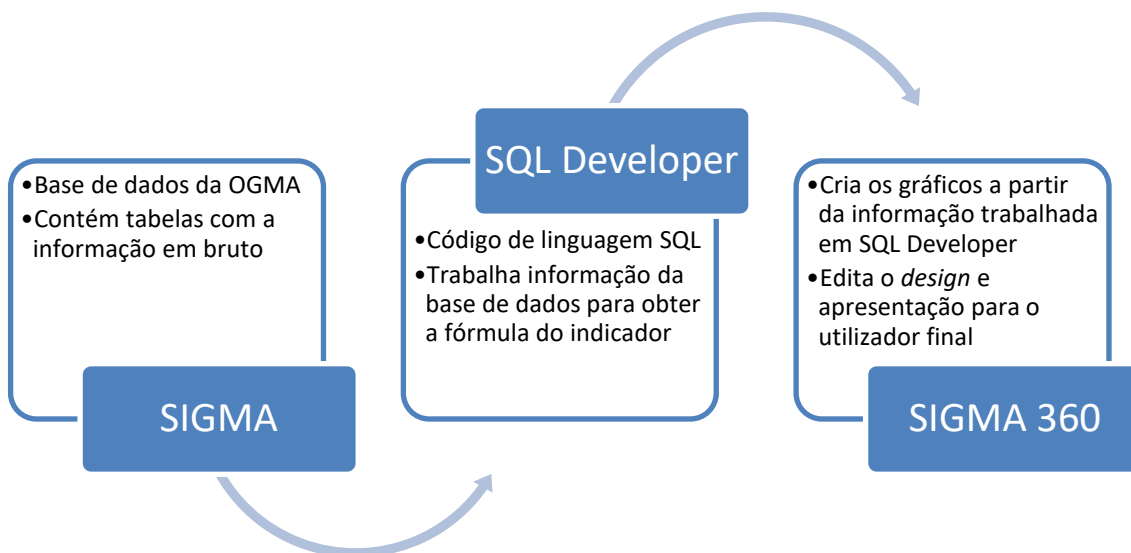 •Base de dados da OGMA
•Contém tabelas com a
informação em bruto
SIGMA
SQL Developer
•Código de linguagem SQL
•Trabalha informação da
base de dados para obter
a fórmula do indicador
•Cria os gráficos a partir
da informação trabalhada
em SQL Developer
•Edita o design e
apresentação para o
utilizador final
SIGMA 360